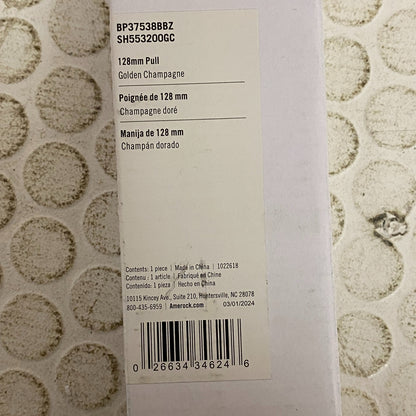 BP37538BBZ
SH553200GC
128mm Pull
Golden Champagne
Poignée de 128 mm
Champagne doré
Manija de 128 mm
Champán dorado
Contents: 1 piece | Made in China | 1022618
Contenu : 1 article | Fabriqué en Chine
Contenido: 1 pieza | Hecho en China
10115 Kincey Ave., Suite 210, Huntersville, NC 28078
800-435-6959 | Amerock.com 03/01/2024
0 26634 34624 6